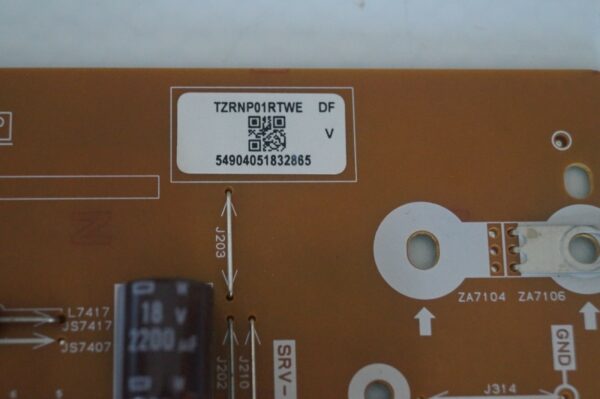 TZRNP01RTWE DF
V
54904051832865
J203
ZA7104 ZA7106
L7417
JS7417
JS7407
18 V
2200 µF
J202
J210
SRV-
GND
J314